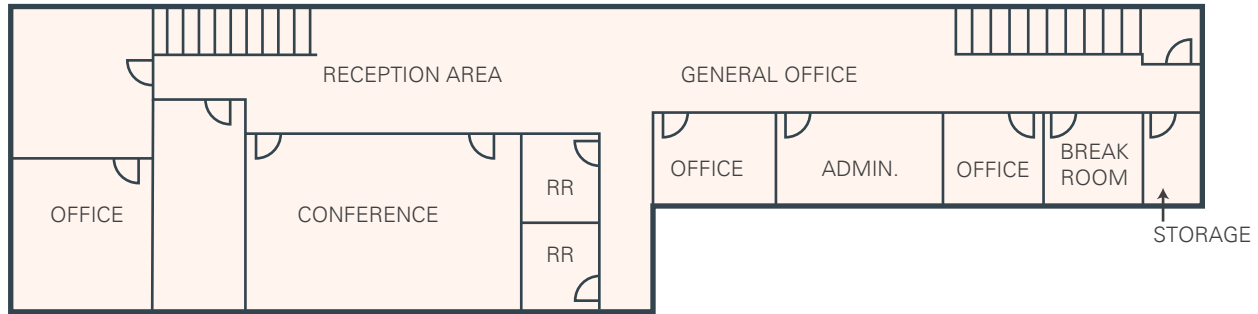 RECEPTION AREA
GENERAL OFFICE
OFFICE
ADMIN.
OFFICE
BREAK
ROOM
OFFICE
CONFERENCE
RR
RR
STORAGE